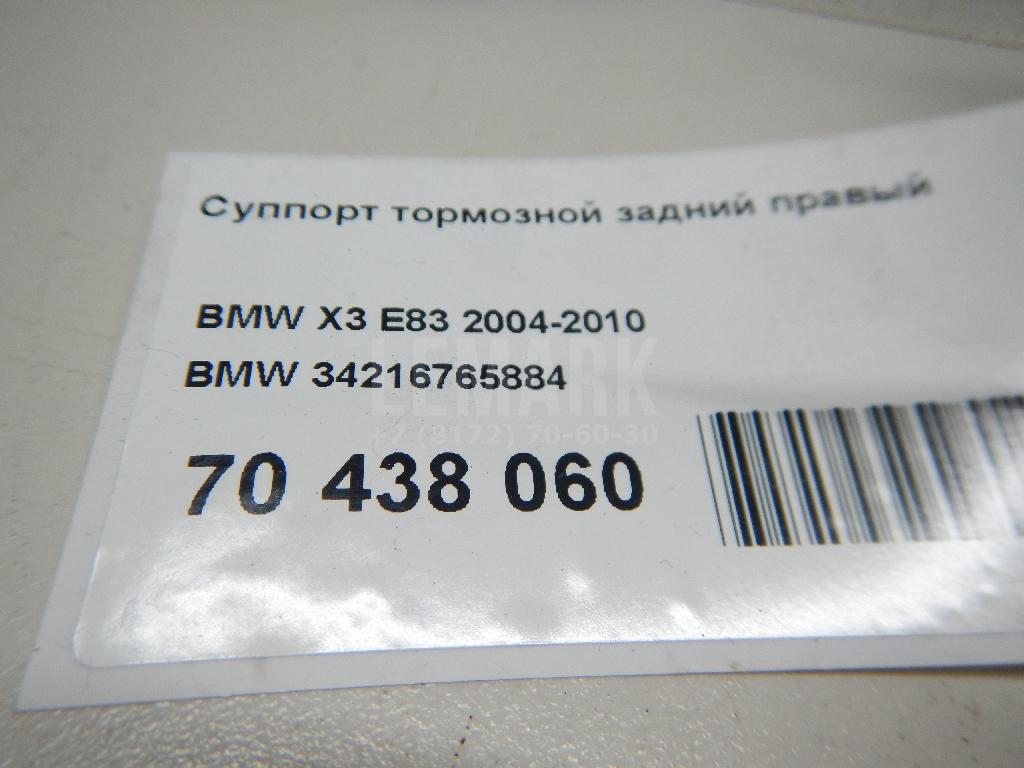 Суппорт тормозной задний правый
BMW X3 E83 2004-2010
BMW 34216765884
LEMARK
+7 (3172) 70-60-30
70 438 060